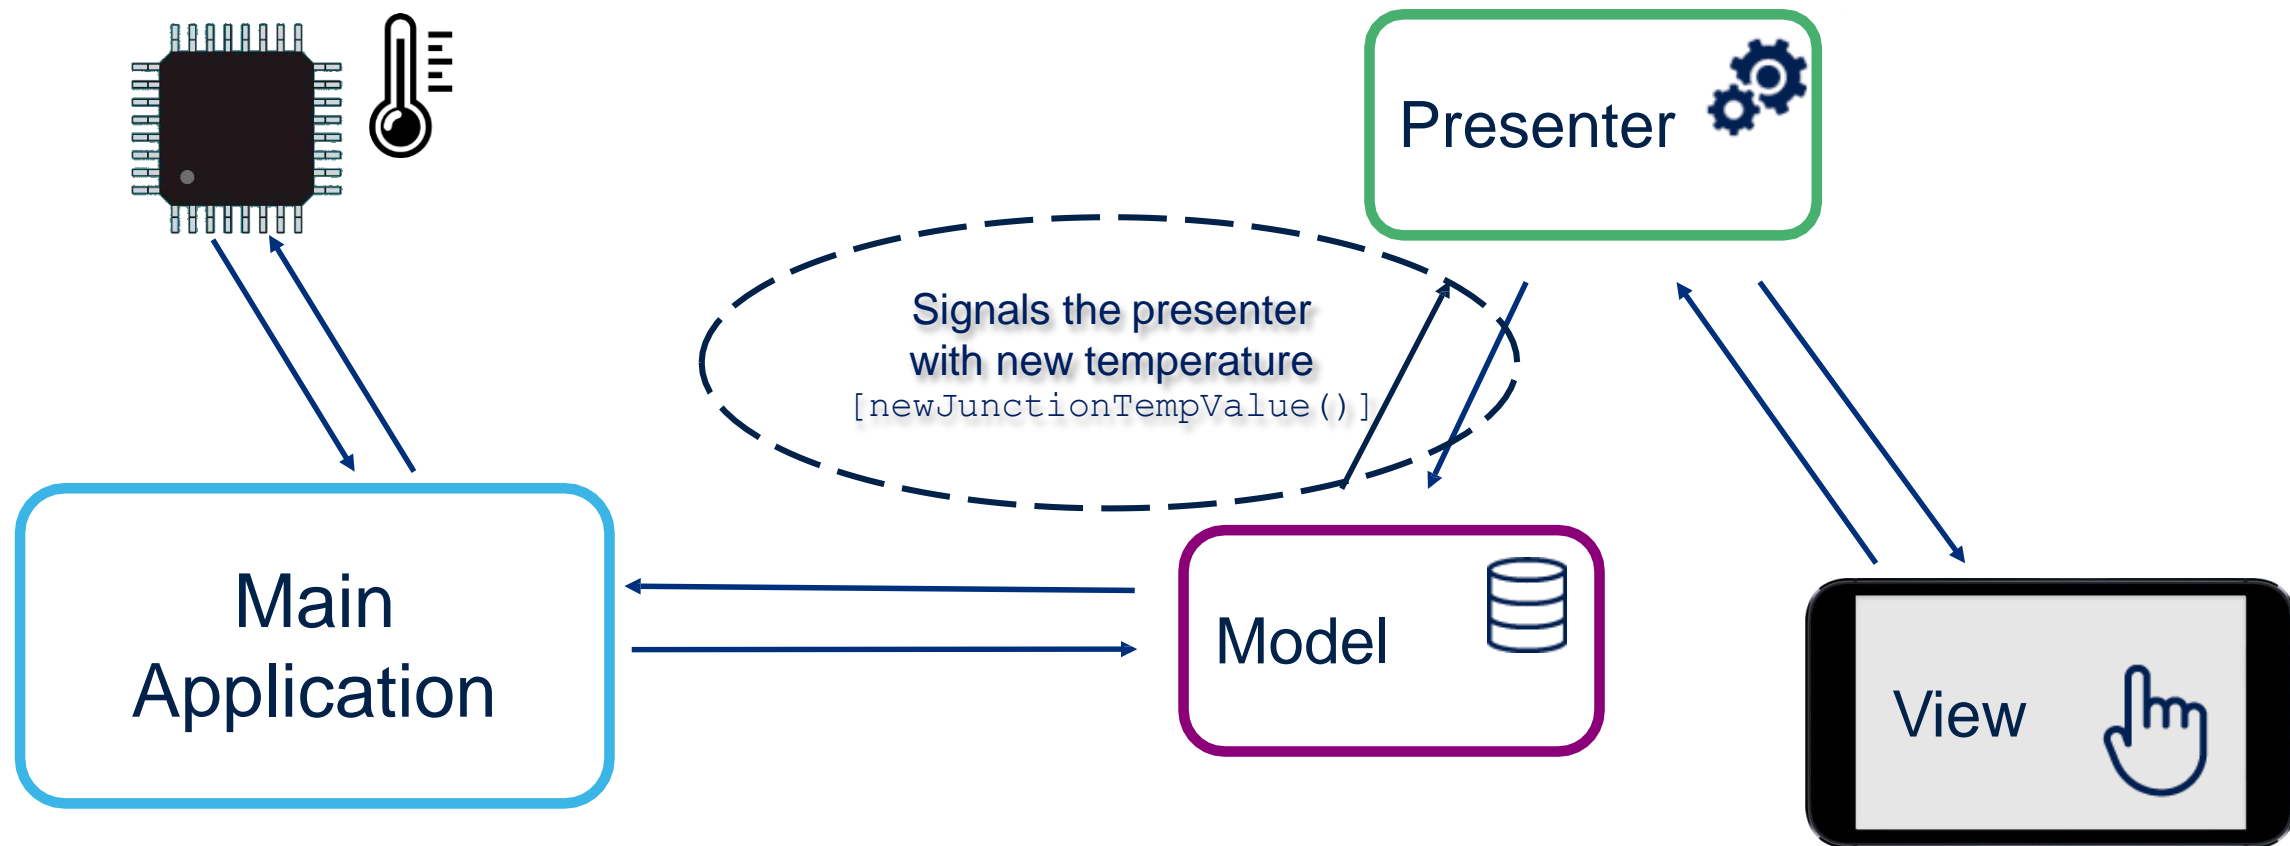 Presenter
Signals the presenter
with new temperature
[newJunctionTempValue()]
Main
Application
Model
View